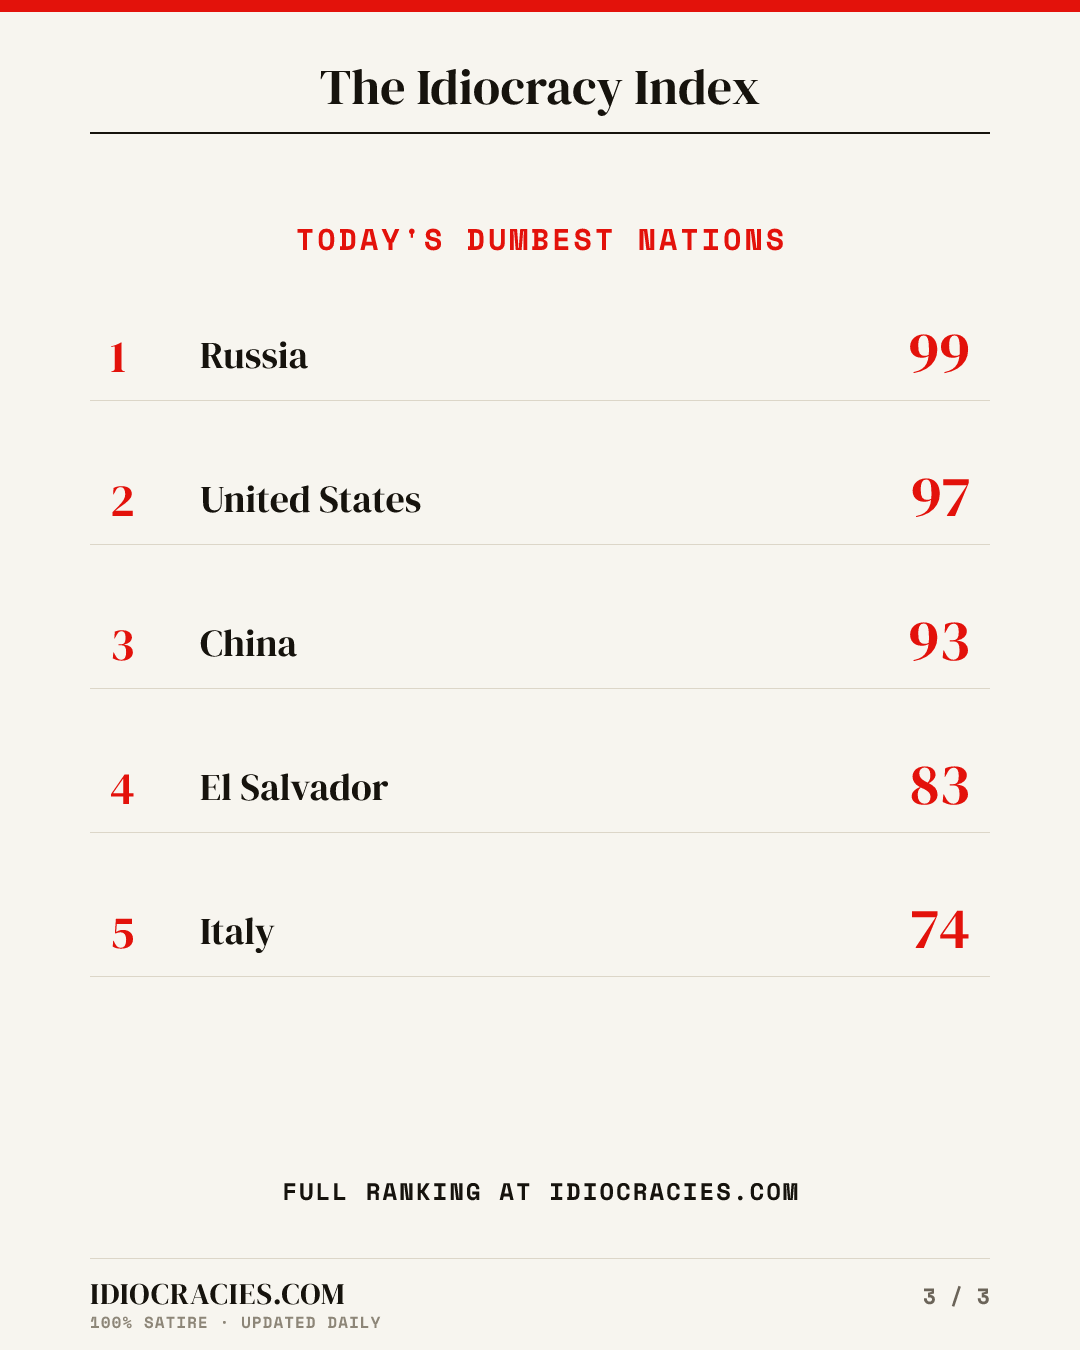 The Idiocracy Index
TODAY'S DUMBEST NATIONS
1 Russia 99
2 United States 97
3 China 93
4 El Salvador 83
5 Italy 74
FULL RANKING AT IDIOCRACIES.COM
IDIOCRACIES.COM 3 / 3
100% SATIRE · UPDATED DAILY